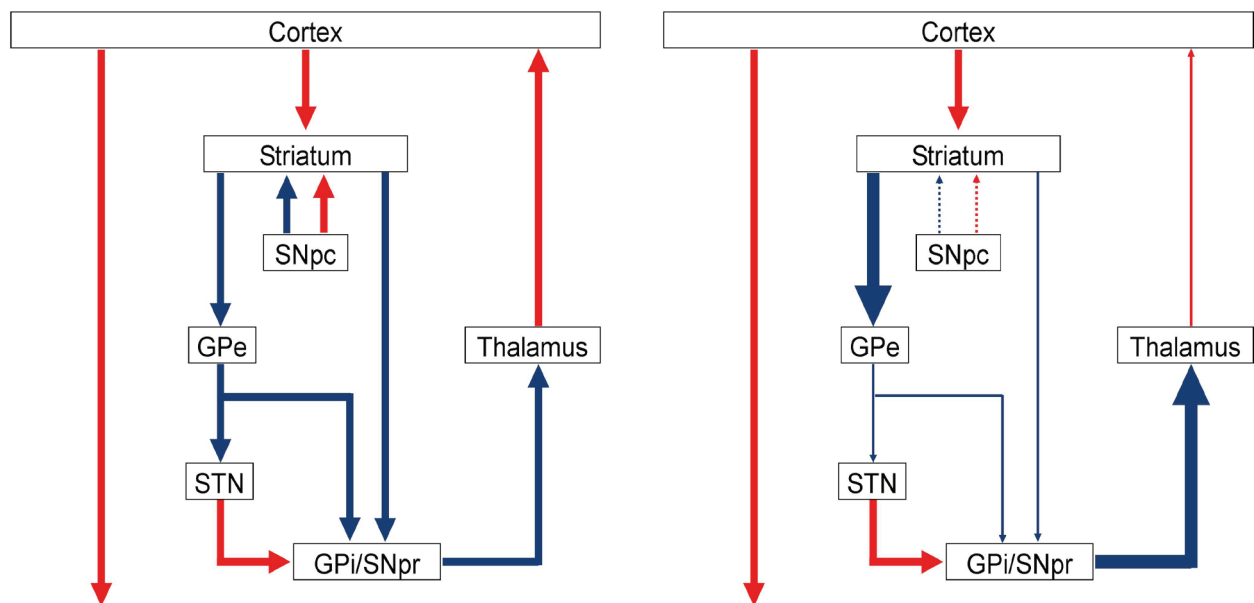 Cortex
Striatum
SNpc
GPe
Thalamus
STN
GPi/SNpr
Cortex
Striatum
SNpc
GPe
Thalamus
STN
GPi/SNpr